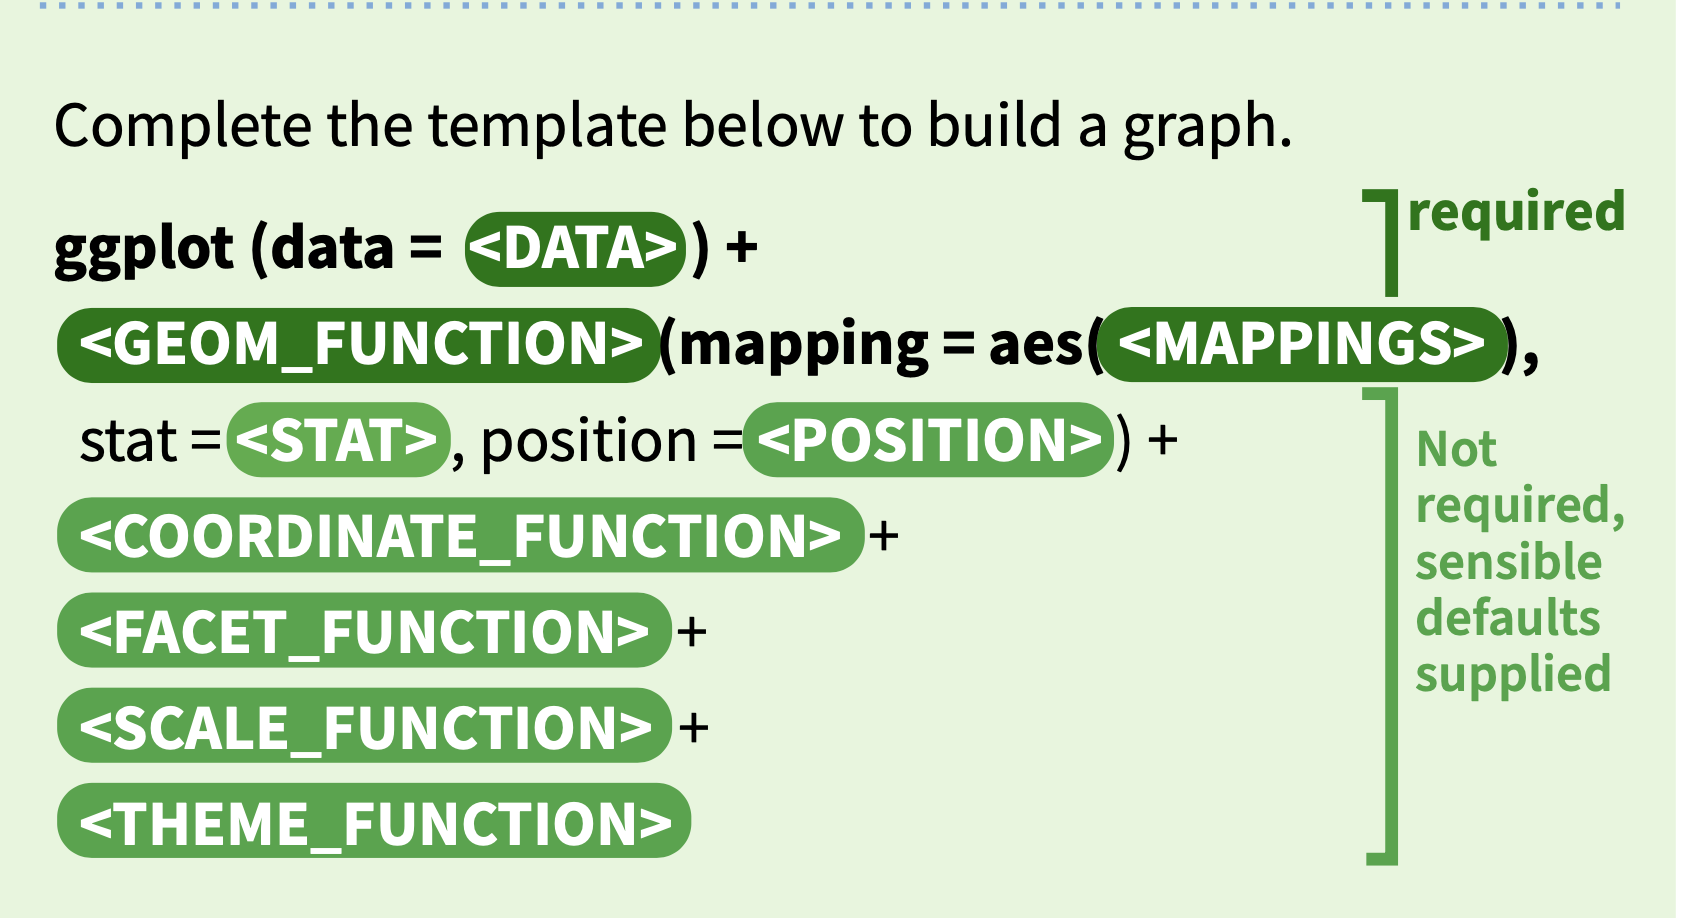 Complete the template below to build a graph.
required
ggplot (data = <DATA>) +
<GEOM_FUNCTION>(mapping = aes(<MAPPINGS>),
stat = <STAT>, position = <POSITION>) +
<COORDINATE_FUNCTION> +
<FACET_FUNCTION> +
<SCALE_FUNCTION> +
<THEME_FUNCTION>
Not
required,
sensible
defaults
supplied